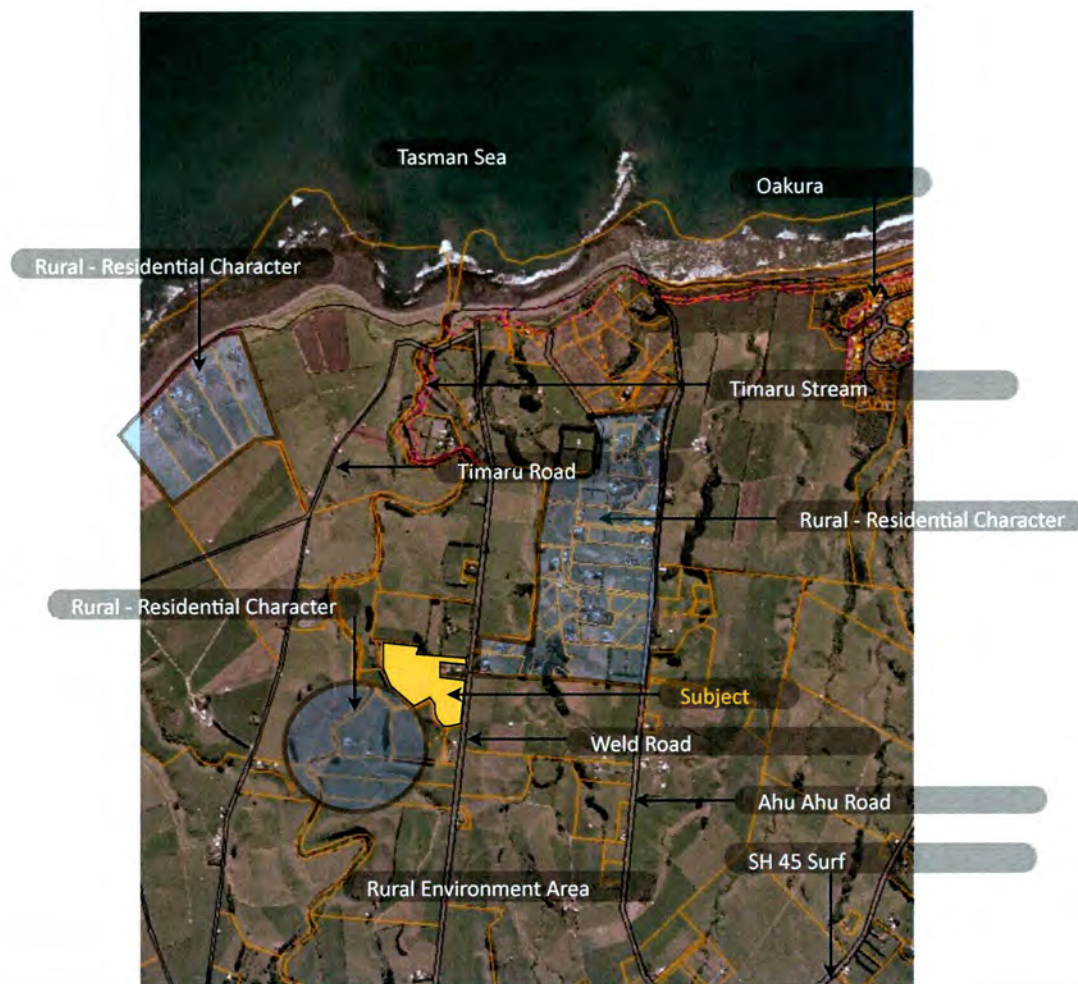 Tasman Sea
Oakura
Rural - Residential Character
Timaru Stream
Timaru Road
Rural - Residential Character
Rural - Residential Character
Subject
Weld Road
Ahu Ahu Road
SH 45 Surf
Rural Environment Area